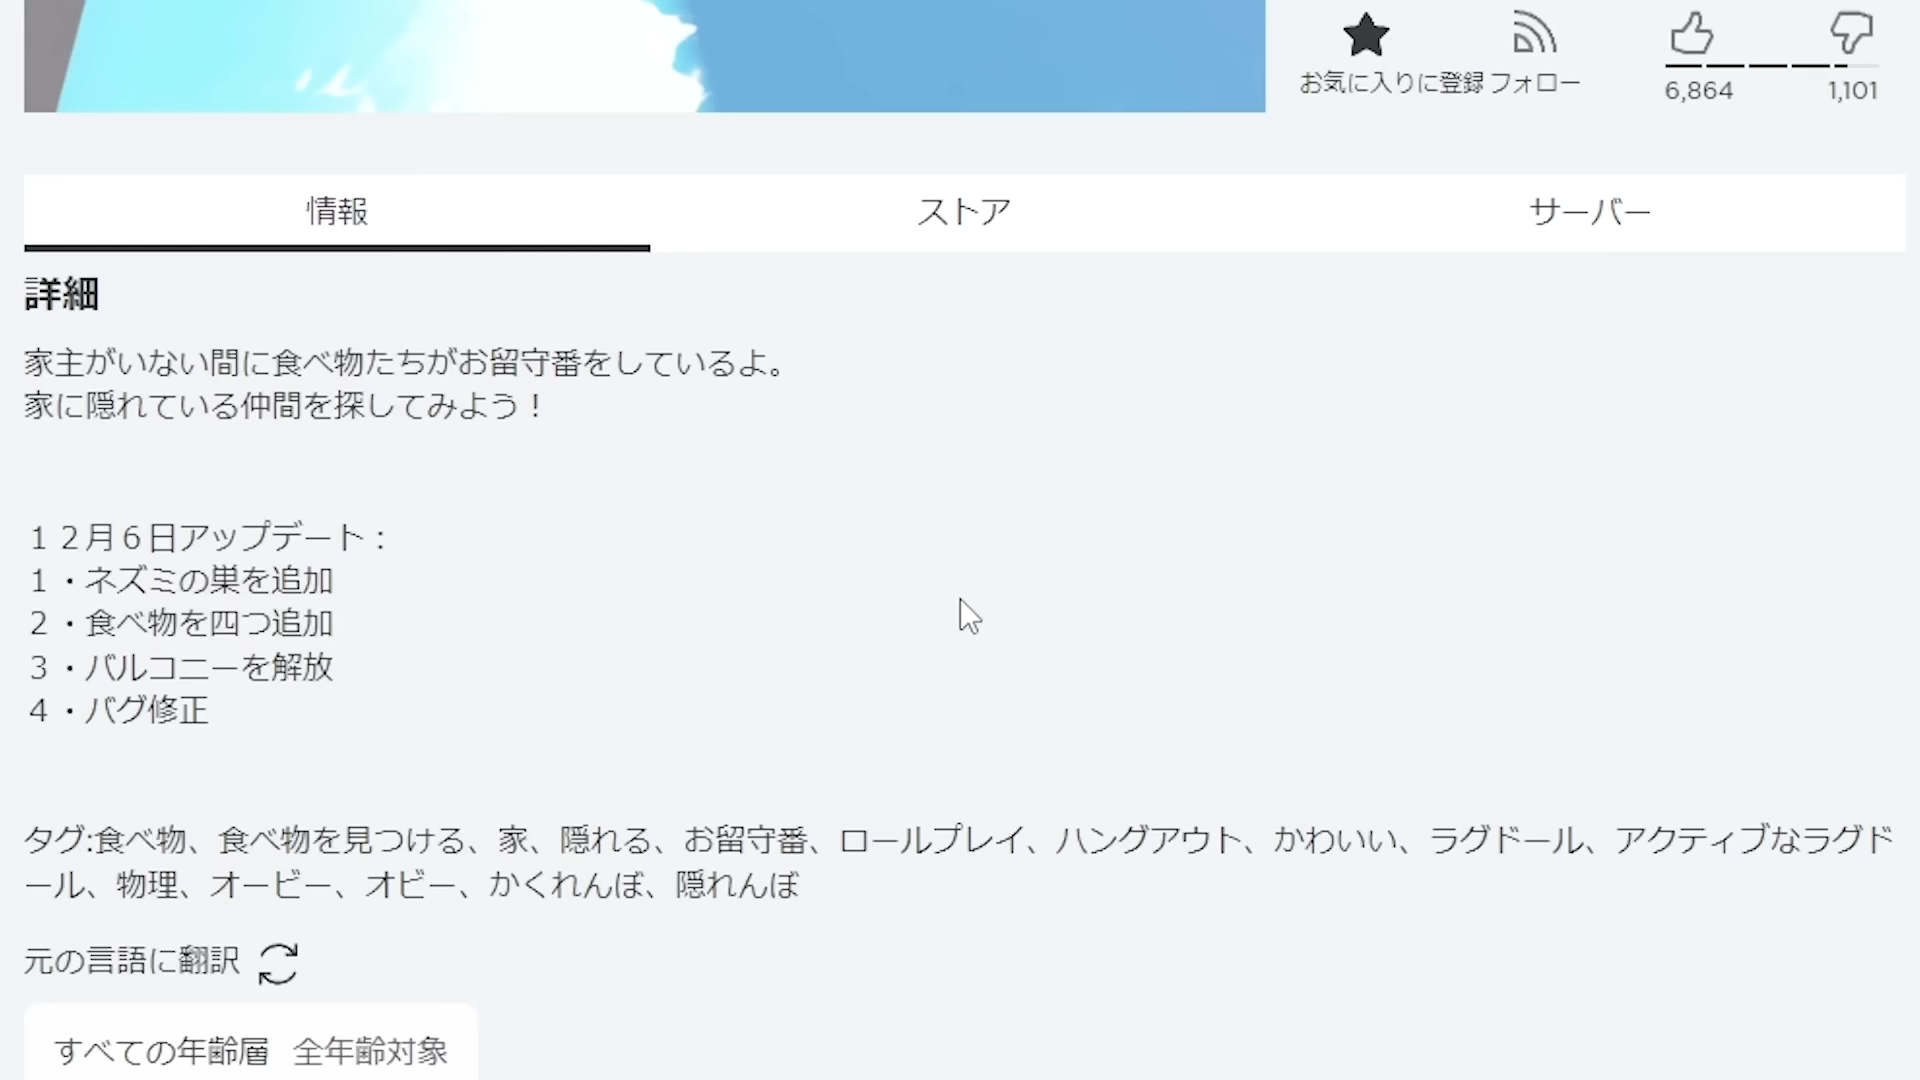 お気に入りに登録 フォロー
6,864 1,101
情報 ストア サーバー
詳細
家主がいない間に食べ物たちがお留守番をしているよ。
家に隠れている仲間を探してみよう！
１２月６日アップデート：
１・ネズミの巣を追加
２・食べ物を四つ追加
３・バルコニーを解放
４・バグ修正
タグ:食べ物、食べ物を見つける、家、隠れる、お留守番、ロールプレイ、ハングアウト、かわいい、ラグドール、アクティブなラグド
ール、物理、オービー、オビー、かくれんぼ、隠れんぼ
元の言語に翻訳
すべての年齢層 全年齢対象